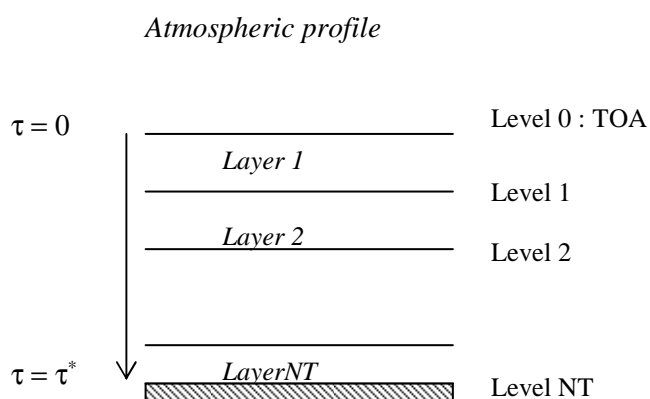 Atmospheric profile
τ = 0
Level 0 : TOA
Layer 1
Level 1
Layer 2
Level 2
τ = τ*
LayerNT
Level NT